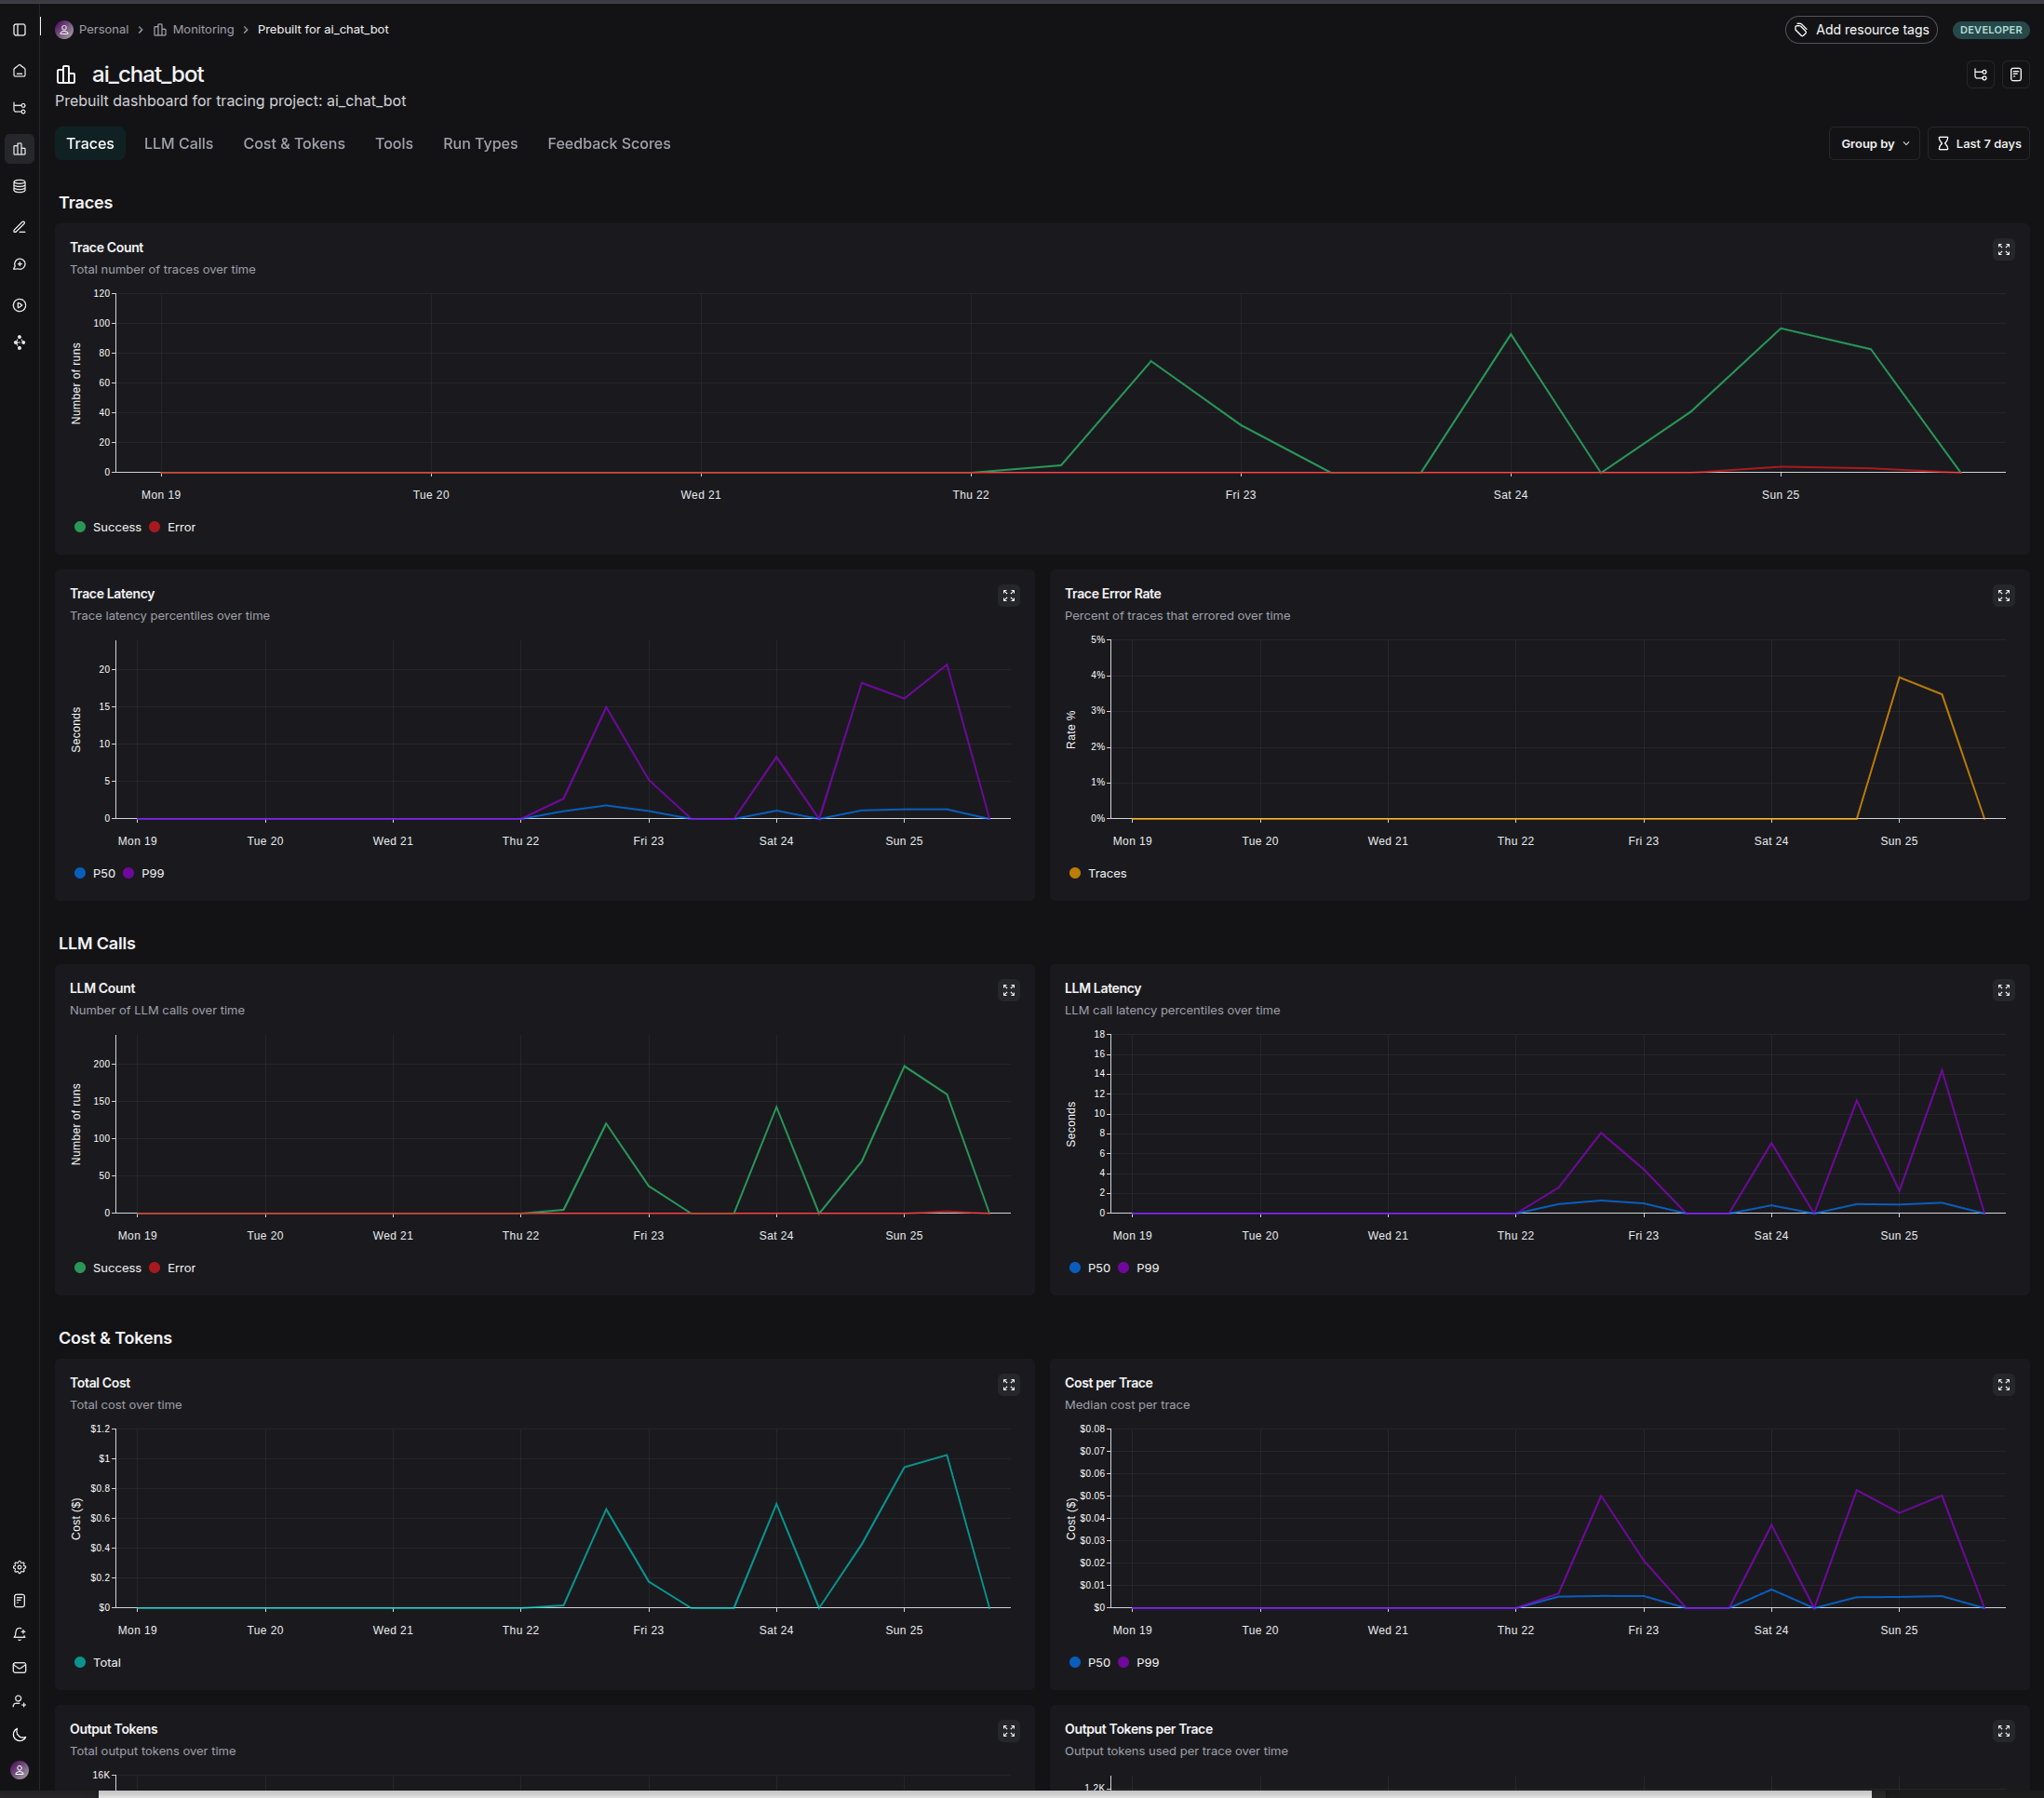 Personal > Monitoring > Prebuilt for ai_chat_bot
Add resource tags
DEVELOPER
ai_chat_bot
Prebuilt dashboard for tracing project: ai_chat_bot
Traces LLM Calls Cost & Tokens Tools Run Types Feedback Scores
Group by
Last 7 days
Traces
Trace Count
Total number of traces over time
Number of runs
120
100
80
60
40
20
0
Mon 19 Tue 20 Wed 21 Thu 22 Fri 23 Sat 24 Sun 25
Success Error
Trace Latency
Trace latency percentiles over time
Seconds
20
15
10
5
0
Mon 19 Tue 20 Wed 21 Thu 22 Fri 23 Sat 24 Sun 25
P50 P99
Trace Error Rate
Percent of traces that errored over time
Rate %
5%
4%
3%
2%
1%
0%
Mon 19 Tue 20 Wed 21 Thu 22 Fri 23 Sat 24 Sun 25
Traces
LLM Calls
LLM Count
Number of LLM calls over time
Number of runs
200
150
100
50
0
Mon 19 Tue 20 Wed 21 Thu 22 Fri 23 Sat 24 Sun 25
Success Error
LLM Latency
LLM call latency percentiles over time
Seconds
18
16
14
12
10
8
6
4
2
0
Mon 19 Tue 20 Wed 21 Thu 22 Fri 23 Sat 24 Sun 25
P50 P99
Cost & Tokens
Total Cost
Total cost over time
Cost ($)
$1.2
$1
$0.8
$0.6
$0.4
$0.2
$0
Mon 19 Tue 20 Wed 21 Thu 22 Fri 23 Sat 24 Sun 25
Total
Cost per Trace
Median cost per trace
Cost ($)
$0.08
$0.07
$0.06
$0.05
$0.04
$0.03
$0.02
$0.01
$0
Mon 19 Tue 20 Wed 21 Thu 22 Fri 23 Sat 24 Sun 25
P50 P99
Output Tokens
Total output tokens over time
16K
Output Tokens per Trace
Output tokens used per trace over time
1.2K